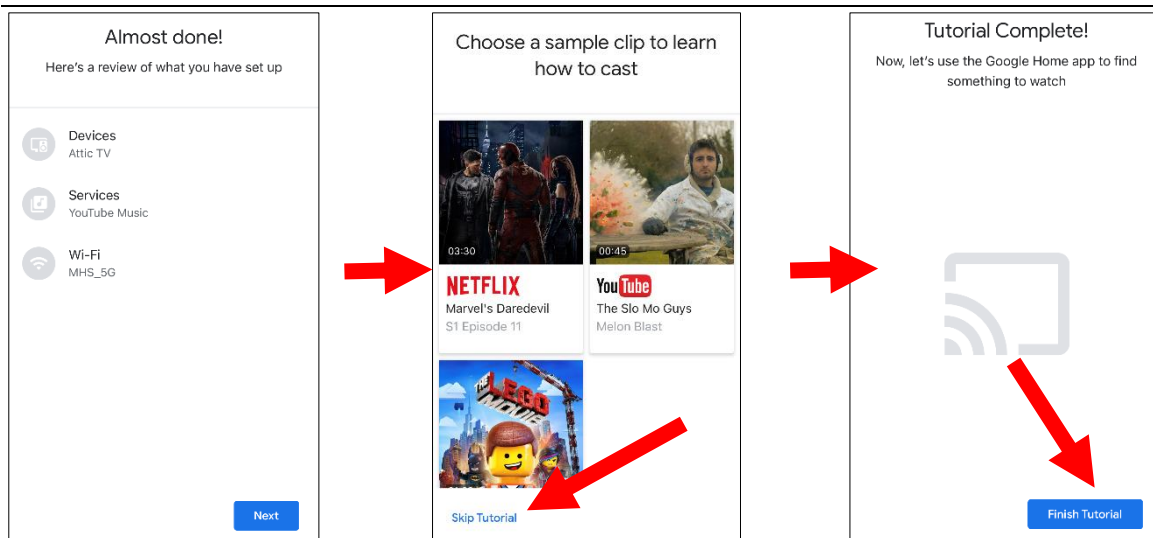 Almost done!
Here's a review of what you have set up
Devices
Attic TV
Services
YouTube Music
Wi-Fi
MHS_5G
Next
Choose a sample clip to learn
how to cast
03:30
NETFLIX
Marvel's Daredevil
S1 Episode 11
00:45
YouTube
The Slo Mo Guys
Melon Blast
THE
LEGO
MOVIE
Skip Tutorial
Tutorial Complete!
Now, let's use the Google Home app to find
something to watch
Finish Tutorial